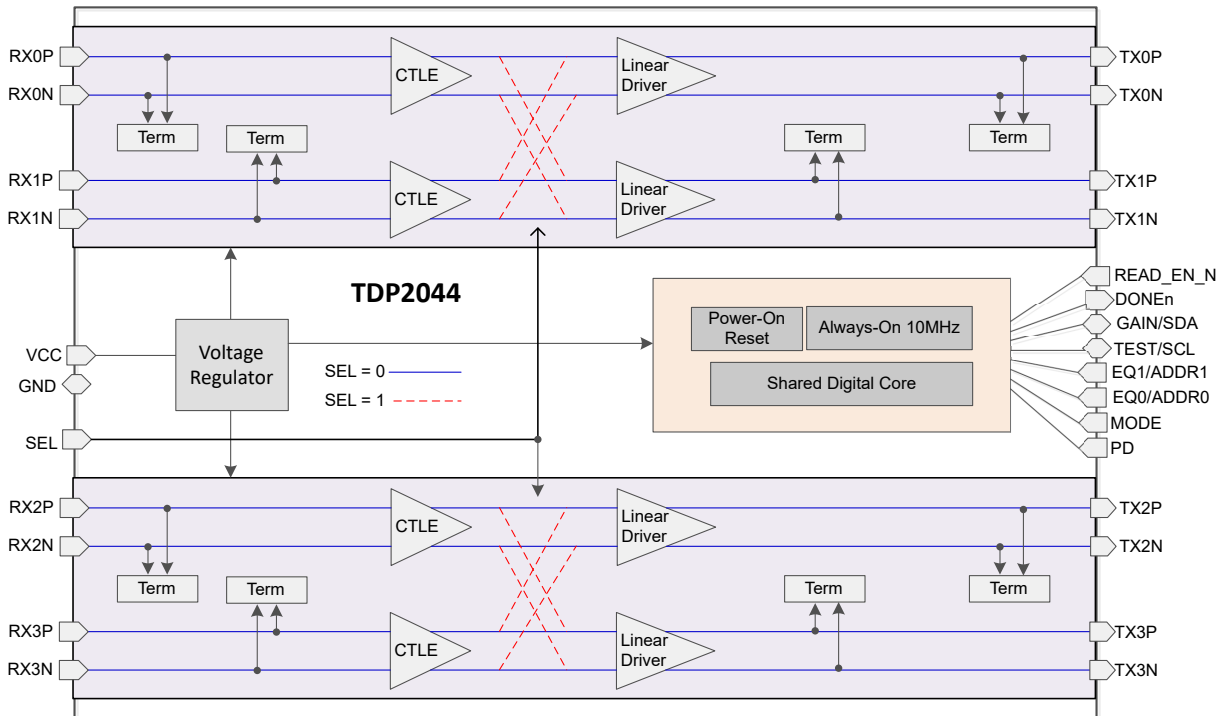 RX0P
CTLE
Linear
Driver
TX0P
RX0N
TX0N
Term
Term
Term
Term
RX1P
CTLE
Linear
Driver
TX1P
RX1N
TX1N
TDP2044
READ_EN_N
DONEn
GAIN/SDA
TEST/SCL
EQ1/ADDR1
EQ0/ADDR0
MODE
PD
Power-On
Reset
Always-On 10MHz
Shared Digital Core
VCC
GND
SEL
Voltage
Regulator
SEL = 0
SEL = 1
RX2P
CTLE
Linear
Driver
TX2P
RX2N
TX2N
Term
Term
Term
Term
RX3P
CTLE
Linear
Driver
TX3P
RX3N
TX3N